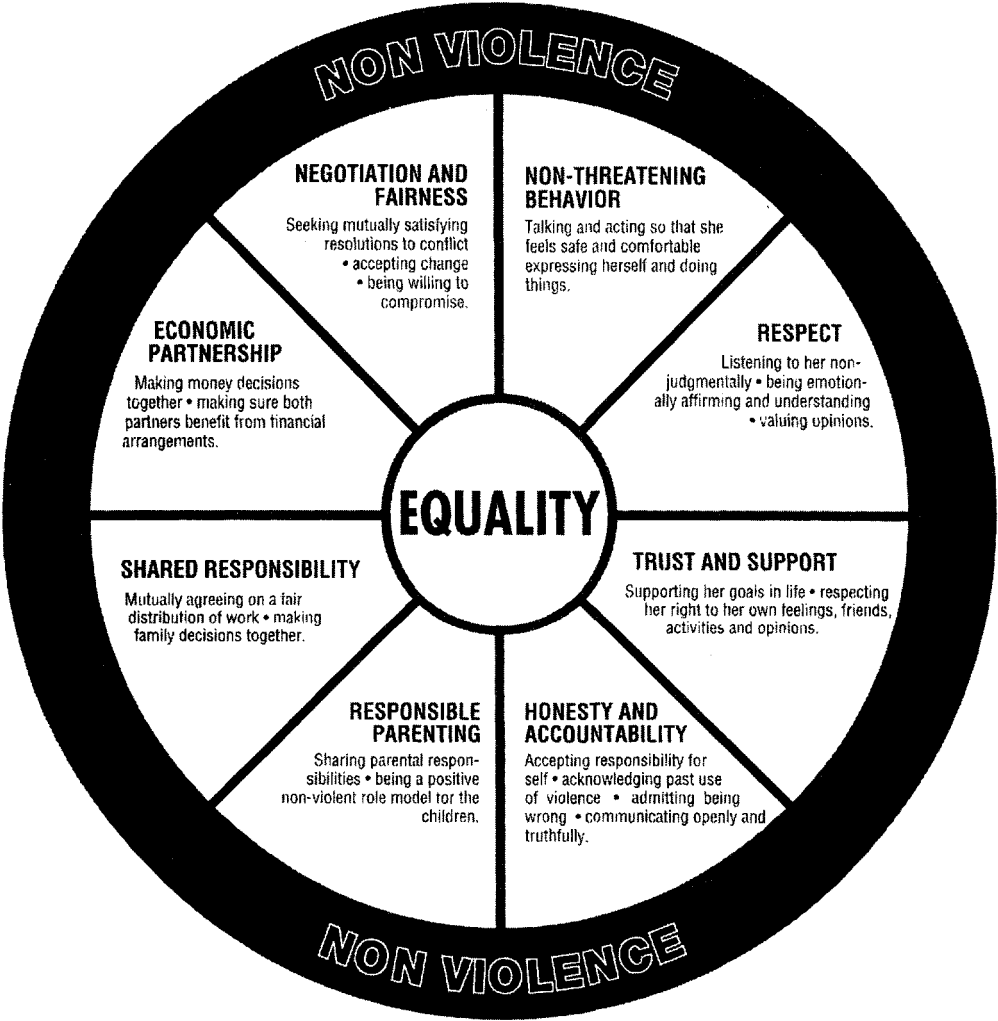 NON VIOLENCE
NEGOTIATION AND
FAIRNESS
Seeking mutually satisfying
resolutions to conflict
• accepting change
• being willing to
compromise.
NON-THREATENING
BEHAVIOR
Talking and acting so that she
feels safe and comfortable
expressing herself and doing
things.
RESPECT
Listening to her non-
judgmentally • being emotion-
ally affirming and understanding
• valuing opinions.
TRUST AND SUPPORT
Supporting her goals in life • respecting
her right to her own feelings, friends,
activities and opinions.
HONESTY AND
ACCOUNTABILITY
Accepting responsibility for
self • acknowledging past use
of violence • admitting being
wrong • communicating openly and
truthfully.
RESPONSIBLE
PARENTING
Sharing parental respon-
sibilities • being a positive
non-violent role model for the
children.
SHARED RESPONSIBILITY
Mutually agreeing on a fair
distribution of work • making
family decisions together.
ECONOMIC
PARTNERSHIP
Making money decisions
together • making sure both
partners benefit from financial
arrangements.
EQUALITY
NON VIOLENCE